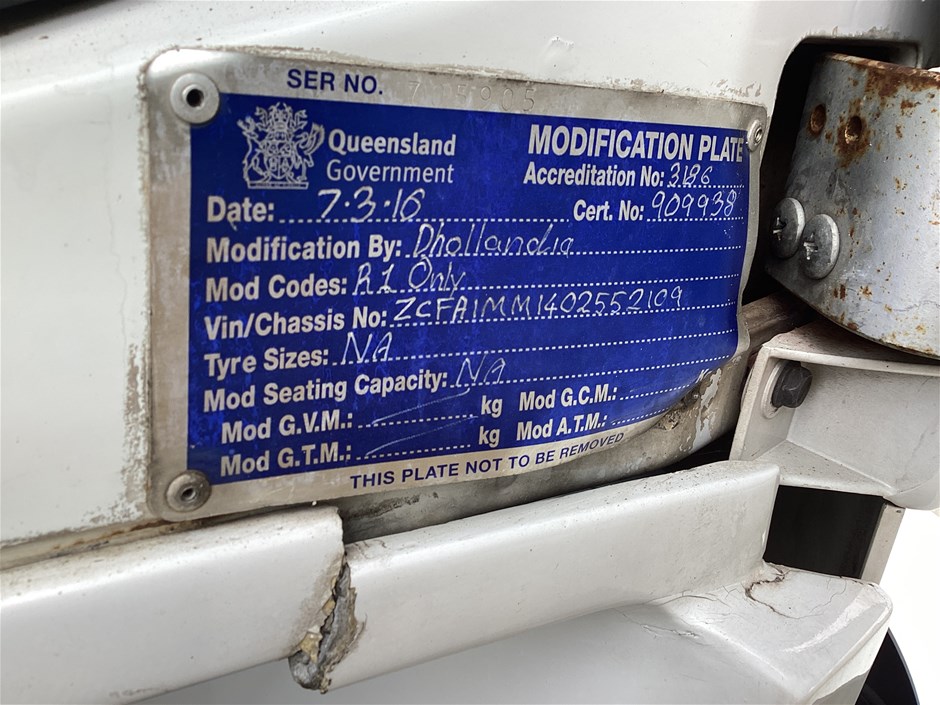 SER NO.
Queensland
Government
MODIFICATION PLATE
Accreditation No: 3186
Date: 7.3.16 Cert. No: 909938
Modification By: Dhollandia
Mod Codes: R1 Only
Vin/Chassis No: ZCFA1MM1402552109
Tyre Sizes: NA
Mod Seating Capacity: NA
Mod G.V.M.: kg Mod G.C.M.:
Mod G.T.M.: kg Mod A.T.M.:
THIS PLATE NOT TO BE REMOVED